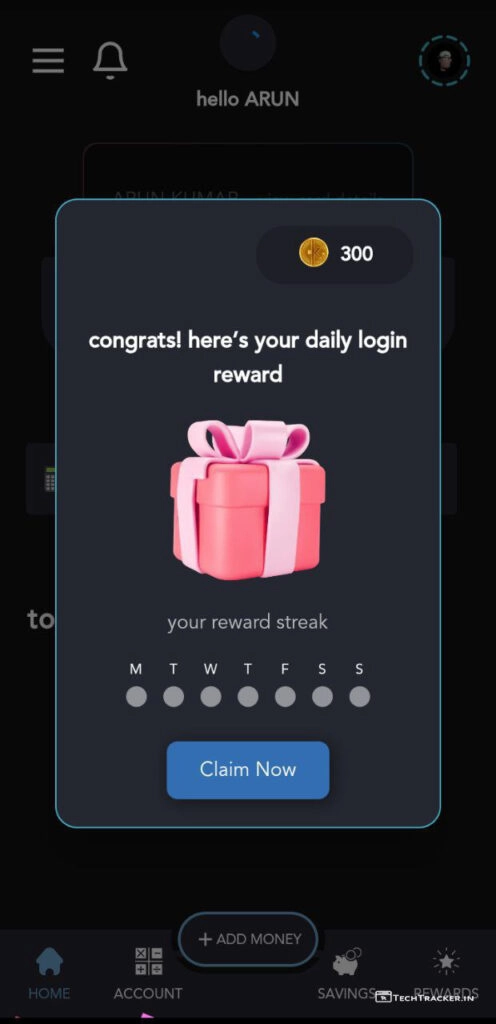 hello ARUN
ARUN KUMAR
300
congrats! here's your daily login
reward
to
your reward streak
M T W T F S S
Claim Now
+ ADD MONEY
HOME
ACCOUNT
SAVINGS
REWARDS
TECHTRACKER.IN